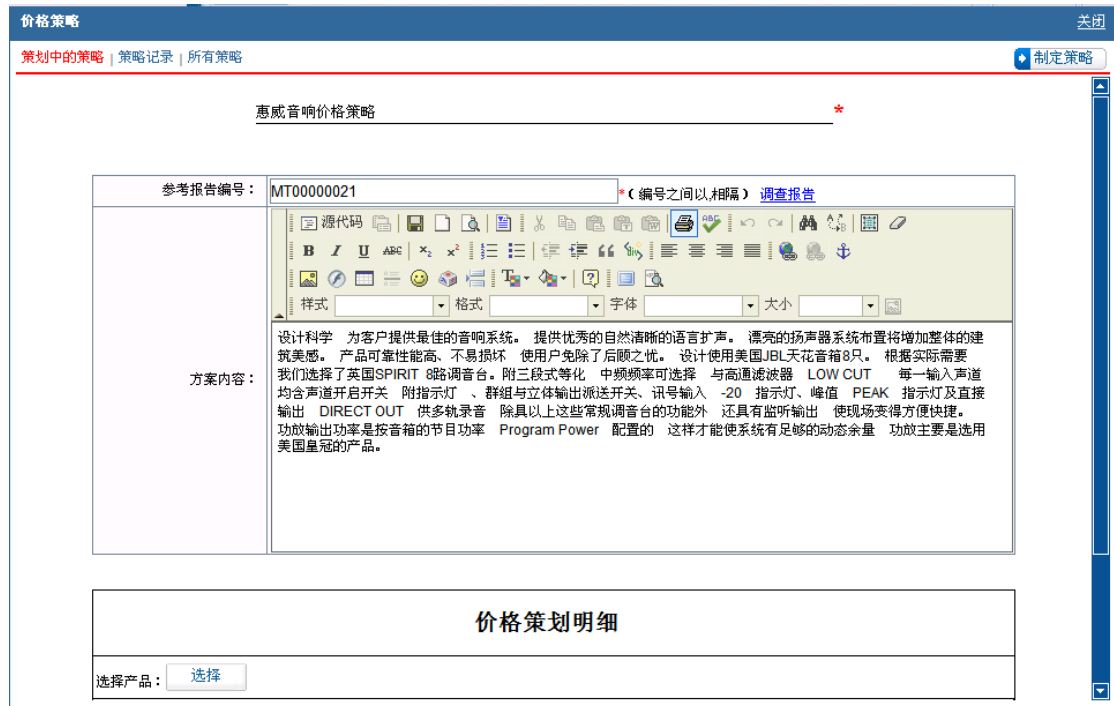 价格策略 关闭
策划中的策略 | 策略记录 | 所有策略 制定策略
惠威音响价格策略 *
参考报告编号： MT00000021 *（编号之间以,相隔） 调查报告
源代码
B I U ABC ×₂ ×²
样式 格式 字体 大小
方案内容：
设计科学 为客户提供最佳的音响系统。 提供优秀的自然清晰的语言扩声。 漂亮的扬声器系统布置将增加整体的建
筑美感。 产品可靠性能高、不易损坏 使用户免除了后顾之忧。 设计使用美国JBL天花音箱8只。 根据实际需要
我们选择了英国SPIRIT 8路调音台。附三段式等化 中频频率可选择 与高通滤波器 LOW CUT 每一输入声道
均含声道开启开关 附指示灯 、群组与立体输出派送开关、讯号输入 -20 指示灯、峰值 PEAK 指示灯及直接
输出 DIRECT OUT 供多轨录音 除具以上这些常规调音台的功能外 还具有监听输出 使现场变得方便快捷。
功放输出功率是按音箱的节目功率 Program Power 配置的 这样才能使系统有足够的动态余量 功放主要是选用
美国皇冠的产品。
价格策划明细
选择产品： 选择